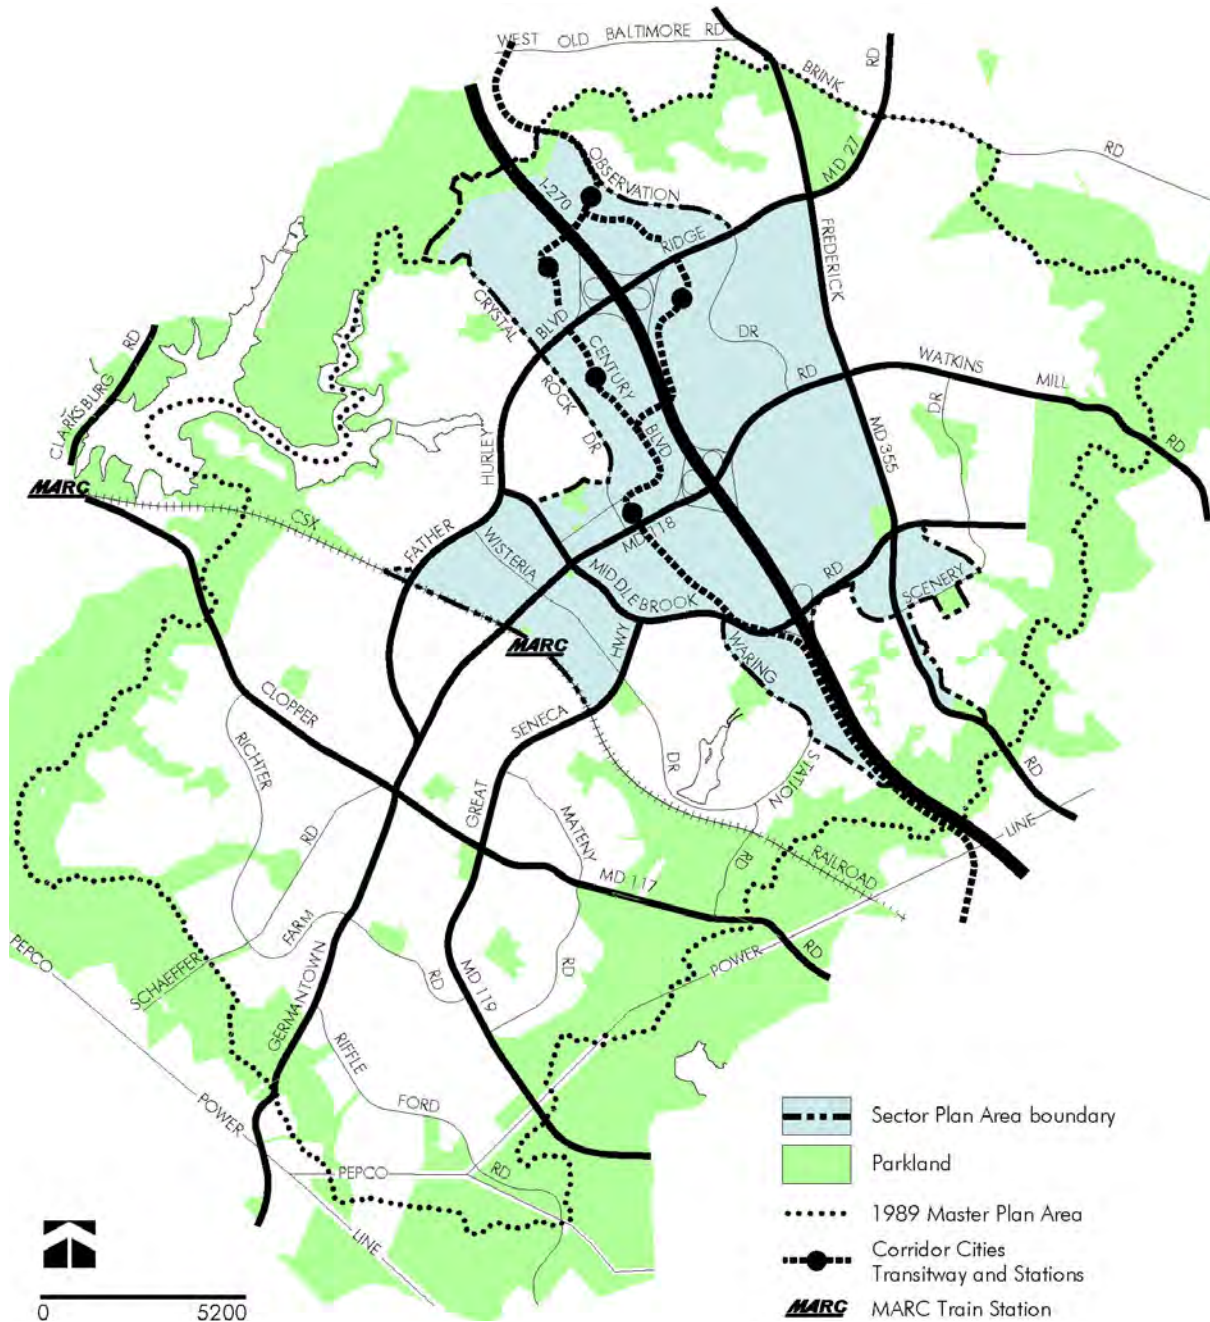 WEST OLD BALTIMORE RD
BRINK
RD
RD
MD 27
OBSERVATION
I-270
RIDGE
FREDERICK
CRYSTAL
BLVD
DR
CENTURY
ROCK
DR
BLVD
RD
WATKINS
MILL
RD
DR
CLARKSBURG
RD
HURLEY
MD 355
MARC
CSX
FATHER
WISTERIA
MD 118
MIDDLEBROOK
RD
SCENERY
MARC
HWY
WARING
CLOPPER
SENECA
RICHTER
DR
STATION
RD
GREAT
MATENY
LINE
RD
RD
RAILROAD
MD 117
FARM
PEPCO
SCHAEFFER
RD
RD
POWER
RD
GERMANTOWN
MD 119
RIFFLE
POWER
FORD
RD
PEPCO
LINE
Sector Plan Area boundary
Parkland
1989 Master Plan Area
Corridor Cities
Transitway and Stations
MARC MARC Train Station
0 5200